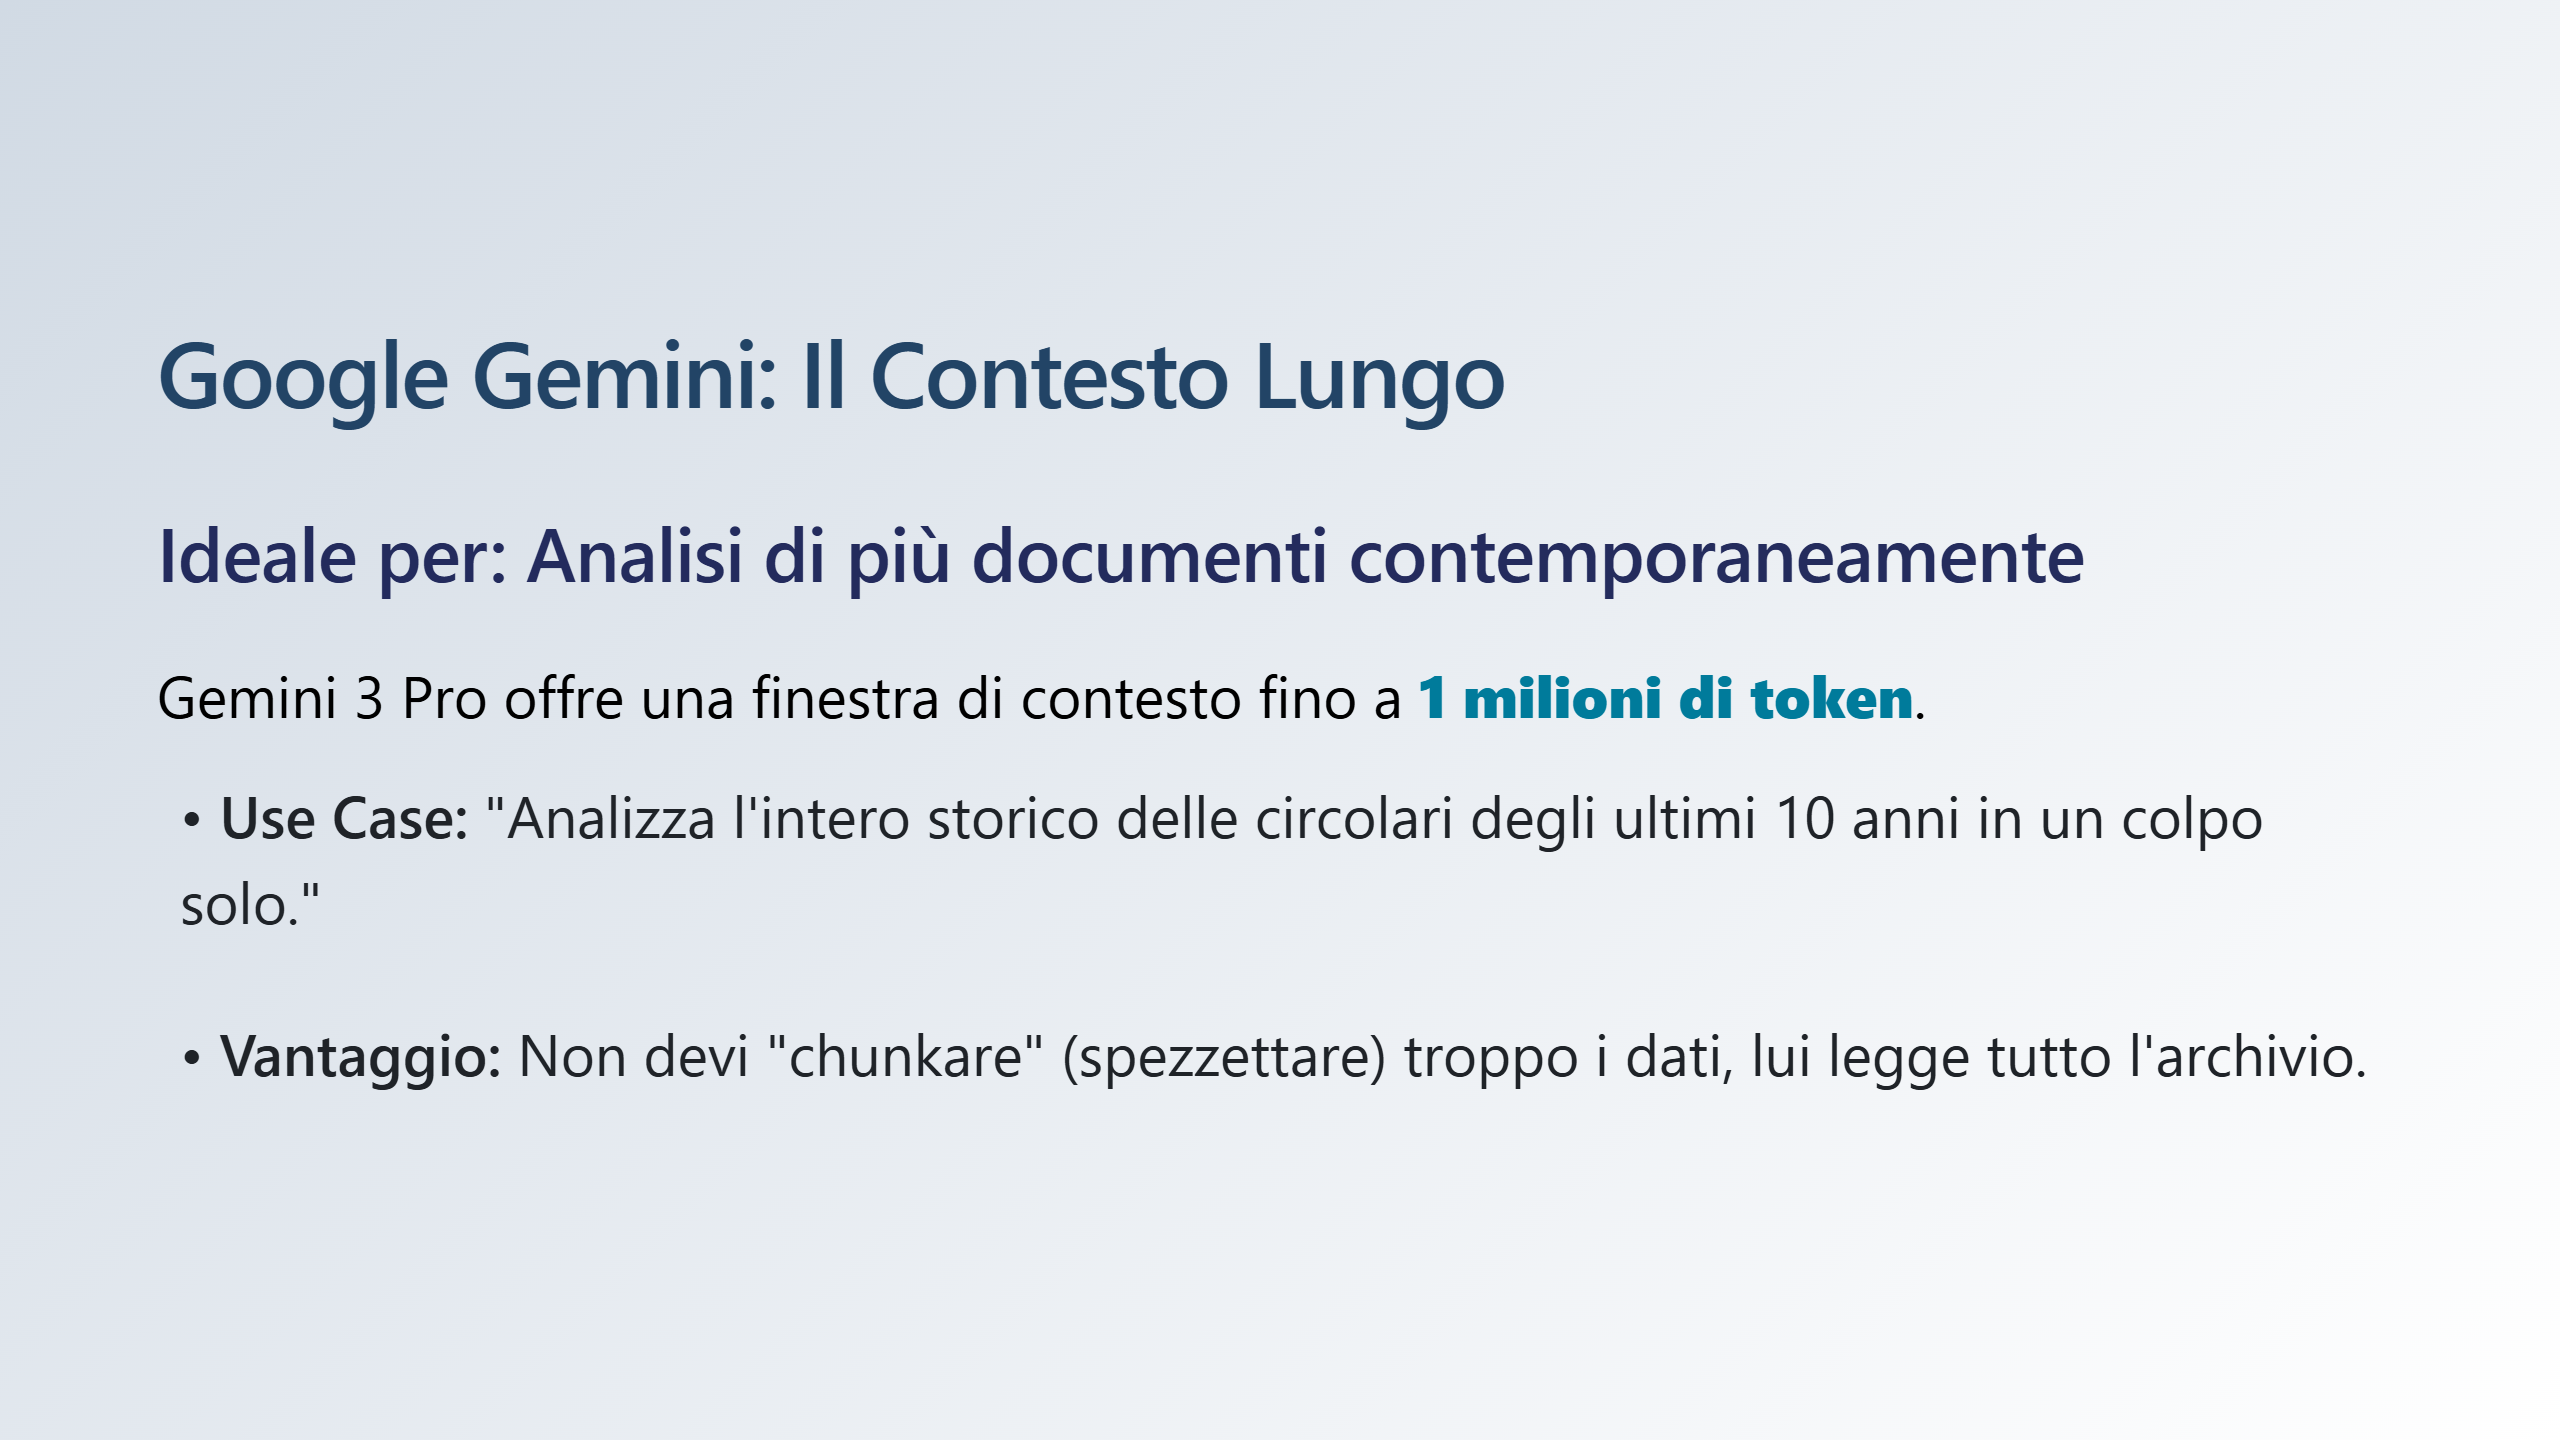 Google Gemini: Il Contesto Lungo
Ideale per: Analisi di più documenti contemporaneamente
Gemini 3 Pro offre una finestra di contesto fino a 1 milioni di token.
• Use Case: "Analizza l'intero storico delle circolari degli ultimi 10 anni in un colpo
solo."
• Vantaggio: Non devi "chunkare" (spezzettare) troppo i dati, lui legge tutto l'archivio.